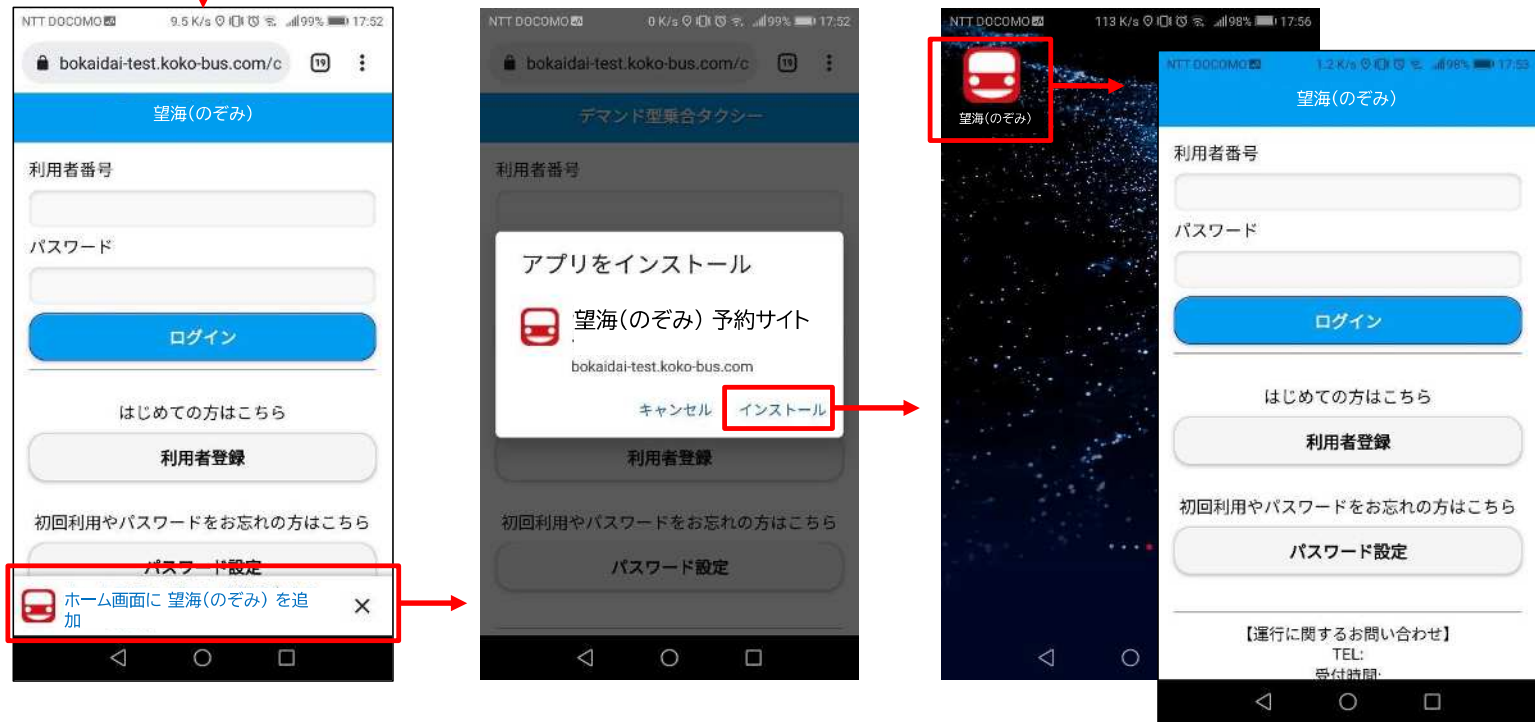 NTT DOCOMO 9.5 K/s 99% 17:52
bokaidai-test.koko-bus.com/c 19
望海(のぞみ)
利用者番号
パスワード
ログイン
はじめての方はこちら
利用者登録
初回利用やパスワードをお忘れの方はこちら
パスワード設定
ホーム画面に 望海(のぞみ) を追
加
NTT DOCOMO 0 K/s 99% 17:52
bokaidai-test.koko-bus.com/c 19
デマンド型乗合タクシー
利用者番号
アプリをインストール
望海(のぞみ) 予約サイト
bokaidai-test.koko-bus.com
キャンセル インストール
利用者登録
初回利用やパスワードをお忘れの方はこちら
パスワード設定
NTT DOCOMO 113 K/s 98% 17:56
望海(のぞみ)
NTT DOCOMO 1.2 K/s 98% 17:53
望海(のぞみ)
利用者番号
パスワード
ログイン
はじめての方はこちら
利用者登録
初回利用やパスワードをお忘れの方はこちら
パスワード設定
【運行に関するお問い合わせ】
TEL:
受付時間: